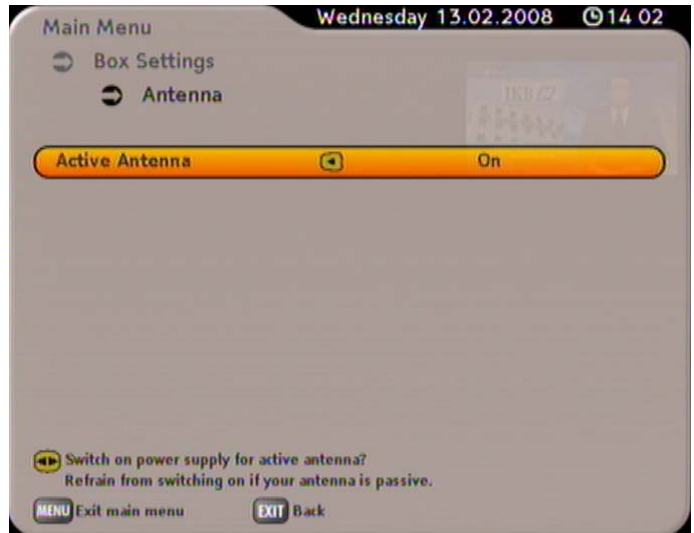 Wednesday 13.02.2008 14 02
Main Menu
Box Settings
Antenna
IKB
Active Antenna On
Switch on power supply for active antenna?
Refrain from switching on if your antenna is passive.
MENU Exit main menu EXIT Back